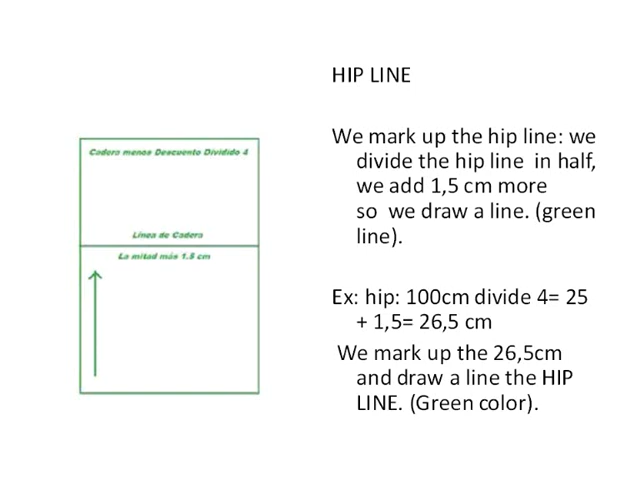 Cadera menos Descuento Dividido 4
Línea de Cadera
La mitad más 1.5 cm
HIP LINE
We mark up the hip line: we
divide the hip line in half,
we add 1,5 cm more
so we draw a line. (green
line).
Ex: hip: 100cm divide 4= 25
+ 1,5= 26,5 cm
We mark up the 26,5cm
and draw a line the HIP
LINE. (Green color).